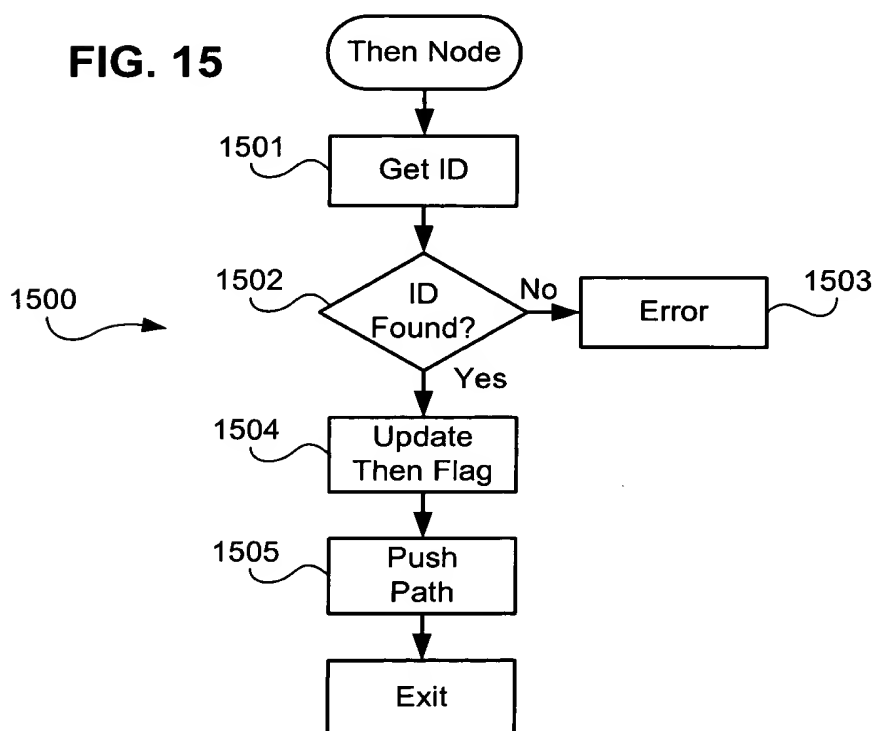 FIG. 15
Then Node
1501
Get ID
1502
ID
Found?
No
1503
Error
1500
Yes
1504
Update
Then Flag
1505
Push
Path
Exit